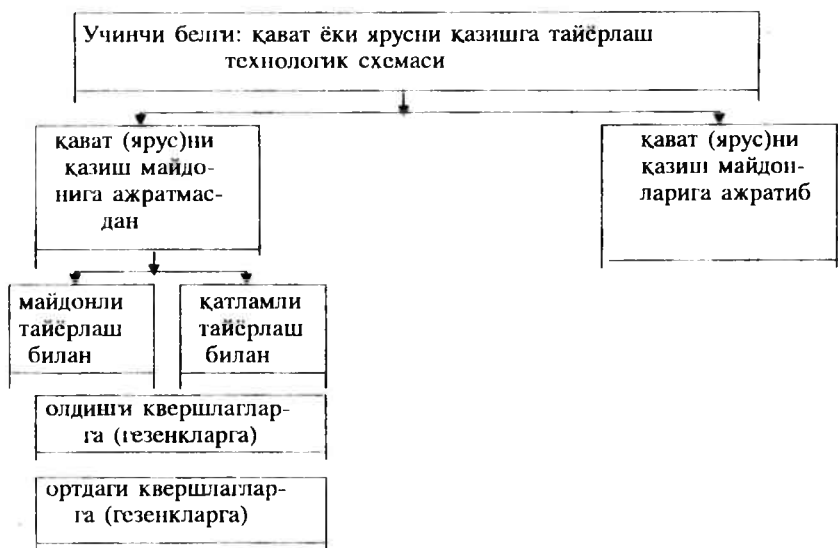 Учинчи белги: қават ёки ярусни қазишга тайёрлаш
технологик схемаси
қават (ярус)ни
қазиш майдо-
нига ажратмас-
дан
қават (ярус)ни
қазиш майдон-
ларига ажратиб
майдонли
тайёрлаш
билан
қатламли
тайёрлаш
билан
олдинги квершлаглар-
га (гезенкларга)
ортдаги квершлаглар-
га (гезенкларга)